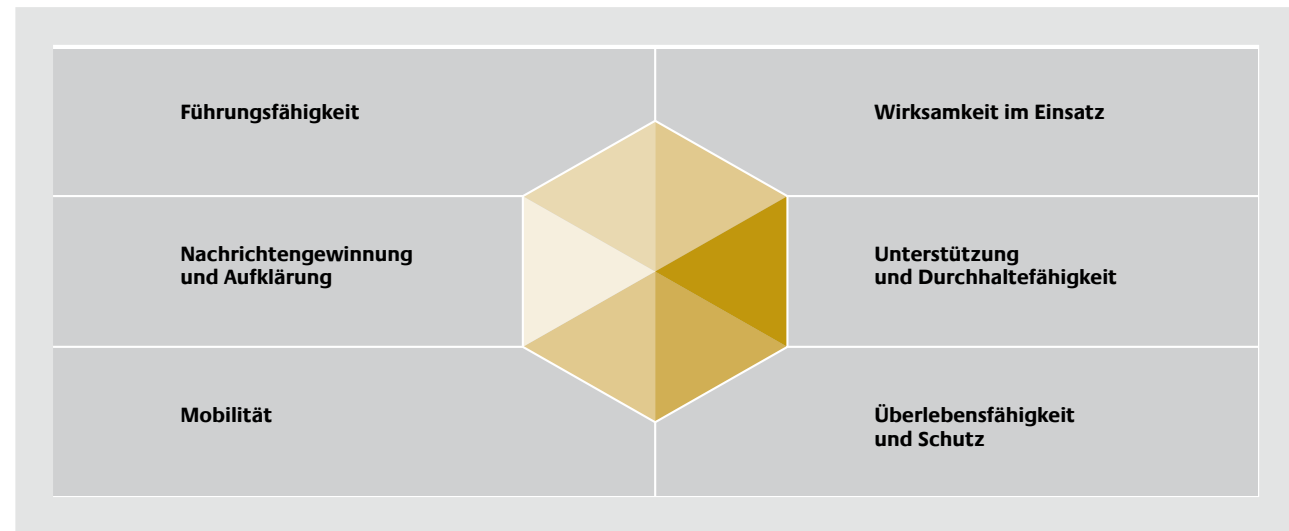 Führungsfähigkeit
Wirksamkeit im Einsatz
Nachrichtengewinnung
und Aufklärung
Unterstützung
und Durchhaltefähigkeit
Mobilität
Überlebensfähigkeit
und Schutz